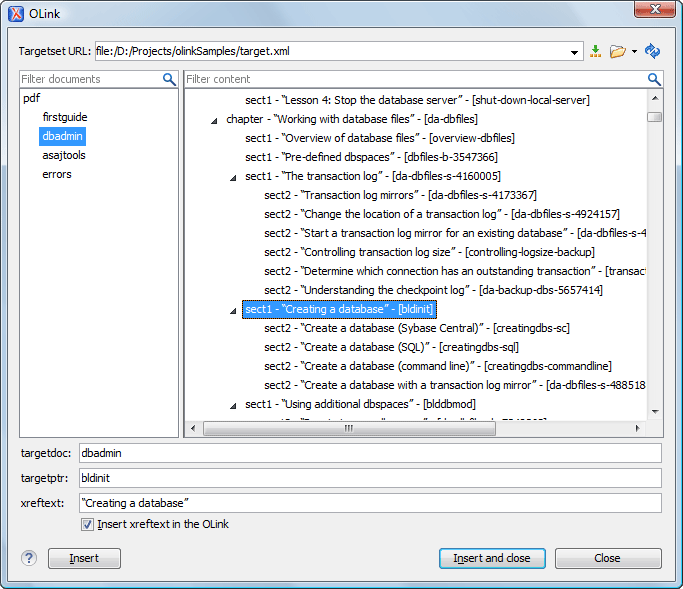 OLink
Targetset URL: file:/D:/Projects/olinkSamples/target.xml
Filter documents
Filter content
pdf
firstguide
dbadmin
asajtools
errors
sect1 - “Lesson 4: Stop the database server” - [shut-down-local-server]
chapter - “Working with database files” - [da-dbfiles]
sect1 - “Overview of database files” - [overview-dbfiles]
sect1 - “Pre-defined dbspaces” - [dbfiles-b-3547366]
sect1 - “The transaction log” - [da-dbfiles-s-4160005]
sect2 - “Transaction log mirrors” - [da-dbfiles-s-4173367]
sect2 - “Change the location of a transaction log” - [da-dbfiles-s-4924157]
sect2 - “Start a transaction log mirror for an existing database” - [da-dbfiles-s-4
sect2 - “Controlling transaction log size” - [controlling-logsize-backup]
sect2 - “Determine which connection has an outstanding transaction” - [transac
sect2 - “Understanding the checkpoint log” - [da-backup-dbs-5657414]
sect1 - “Creating a database” - [bldinit]
sect2 - “Create a database (Sybase Central)” - [creatingdbs-sc]
sect2 - “Create a database (SQL)” - [creatingdbs-sql]
sect2 - “Create a database (command line)” - [creatingdbs-commandline]
sect2 - “Create a database with a transaction log mirror” - [da-dbfiles-s-488518
sect1 - “Using additional dbspaces” - [blddbmod]
targetdoc: dbadmin
targetptr: bldinit
xreftext: “Creating a database”
Insert xreftext in the OLink
? Insert Insert and close Close